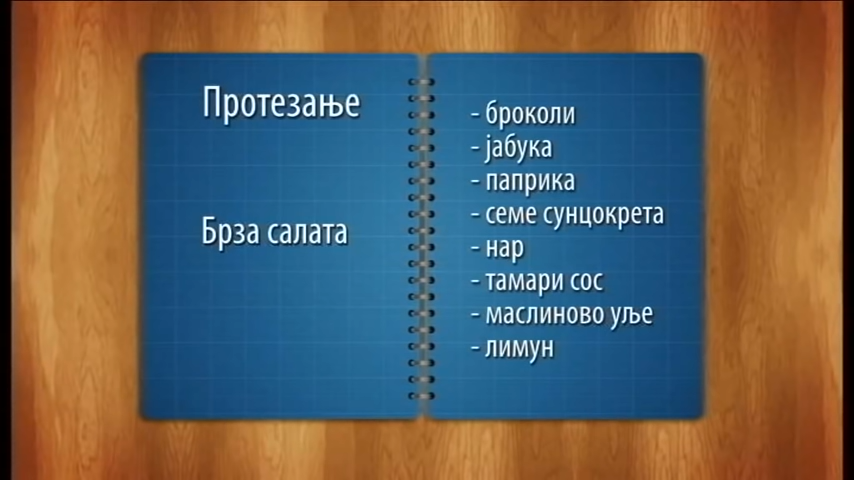 Протезање
Брза салата
- броколи
- јабука
- паприка
- семе сунцокрета
- нар
- тамари сос
- маслиново уље
- лимун